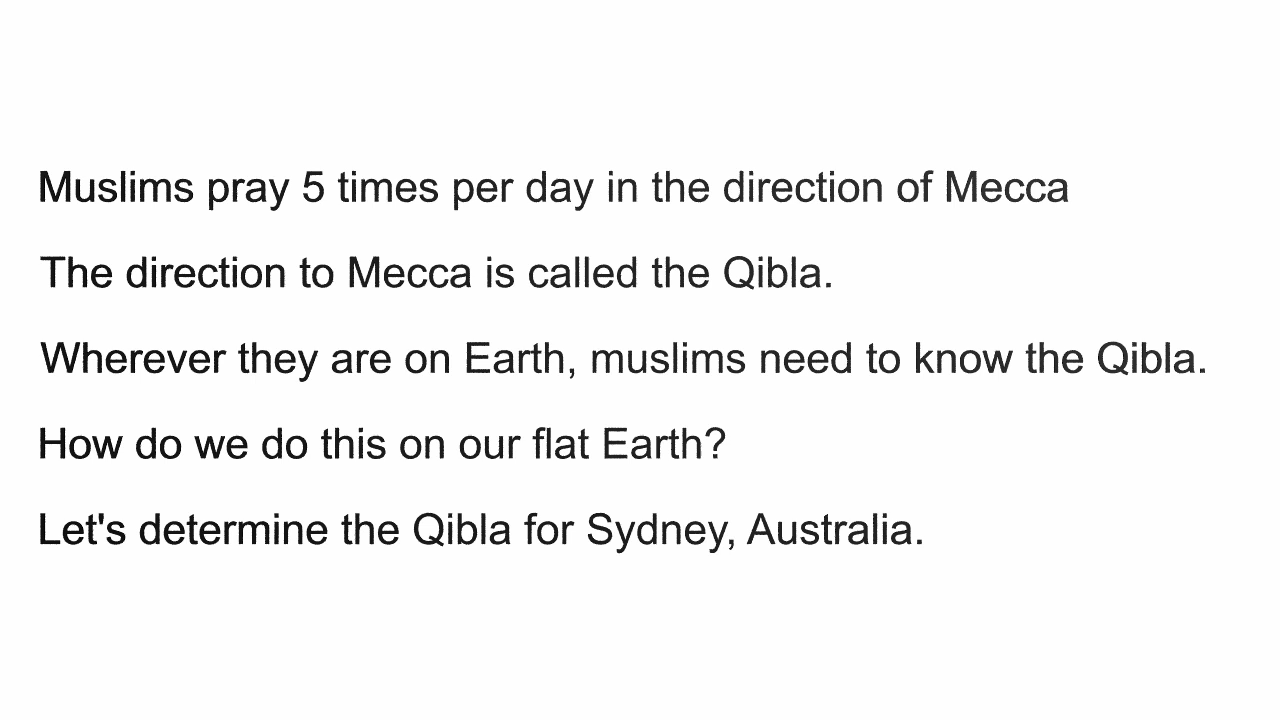 Muslims pray 5 times per day in the direction of Mecca
The direction to Mecca is called the Qibla.
Wherever they are on Earth, muslims need to know the Qibla.
How do we do this on our flat Earth?
Let's determine the Qibla for Sydney, Australia.